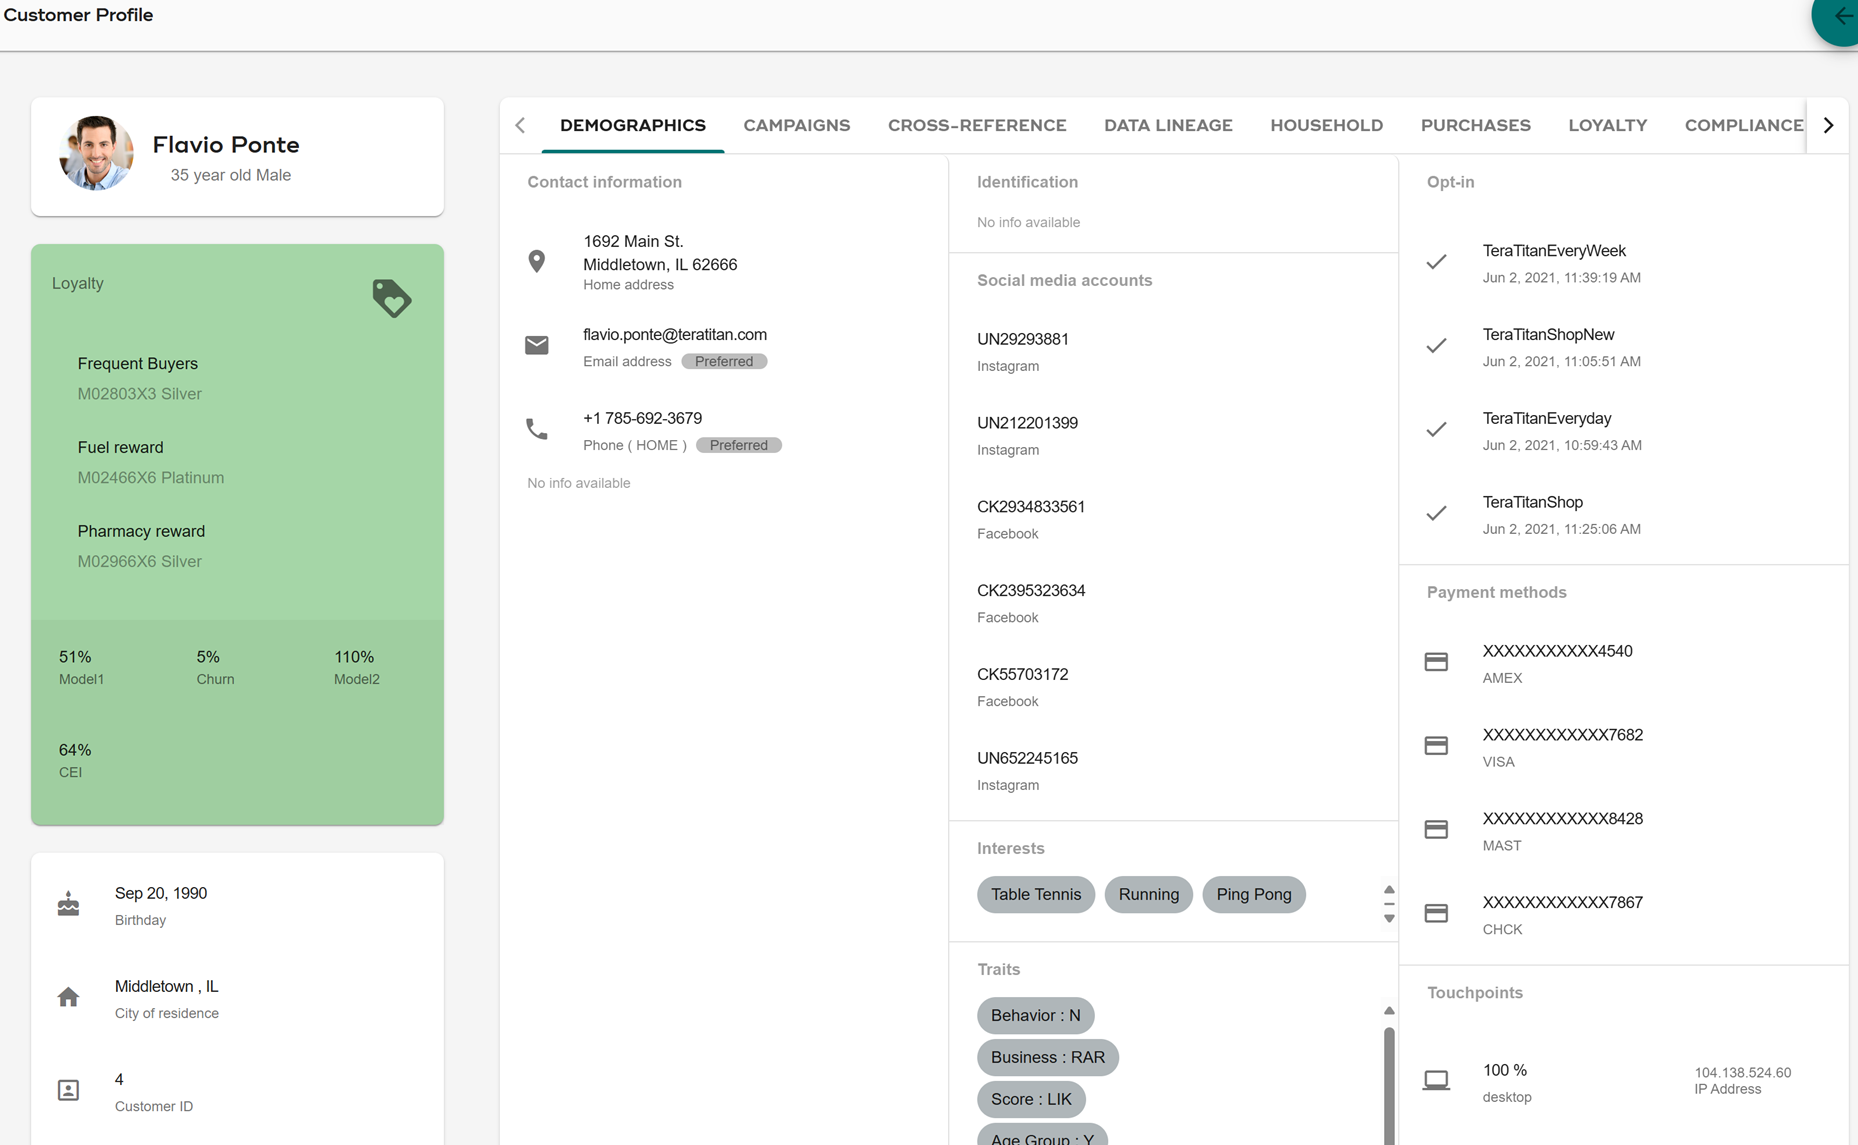 Customer Profile
Flavio Ponte
35 year old Male
Loyalty
Frequent Buyers
M02803X3 Silver
Fuel reward
M02466X6 Platinum
Pharmacy reward
M02966X6 Silver
51%
Model1
5%
Churn
110%
Model2
64%
CEI
Sep 20, 1990
Birthday
Middletown , IL
City of residence
4
Customer ID
DEMOGRAPHICS
CAMPAIGNS
CROSS-REFERENCE
DATA LINEAGE
HOUSEHOLD
PURCHASES
LOYALTY
COMPLIANCE
Contact information
1692 Main St.
Middletown, IL 62666
Home address
flavio.ponte@teratitan.com
Email address Preferred
+1 785-692-3679
Phone ( HOME ) Preferred
No info available
Identification
No info available
Social media accounts
UN29293881
Instagram
UN212201399
Instagram
CK2934833561
Facebook
CK2395323634
Facebook
CK55703172
Facebook
UN652245165
Instagram
Interests
Table Tennis
Running
Ping Pong
Traits
Behavior : N
Business : RAR
Score : LIK
Age Group : Y
Opt-in
TeraTitanEveryWeek
Jun 2, 2021, 11:39:19 AM
TeraTitanShopNew
Jun 2, 2021, 11:05:51 AM
TeraTitanEveryday
Jun 2, 2021, 10:59:43 AM
TeraTitanShop
Jun 2, 2021, 11:25:06 AM
Payment methods
XXXXXXXXXXX4540
AMEX
XXXXXXXXXXXX7682
VISA
XXXXXXXXXXXX8428
MAST
XXXXXXXXXXXX7867
CHCK
Touchpoints
100 %
desktop
104.138.524.60
IP Address